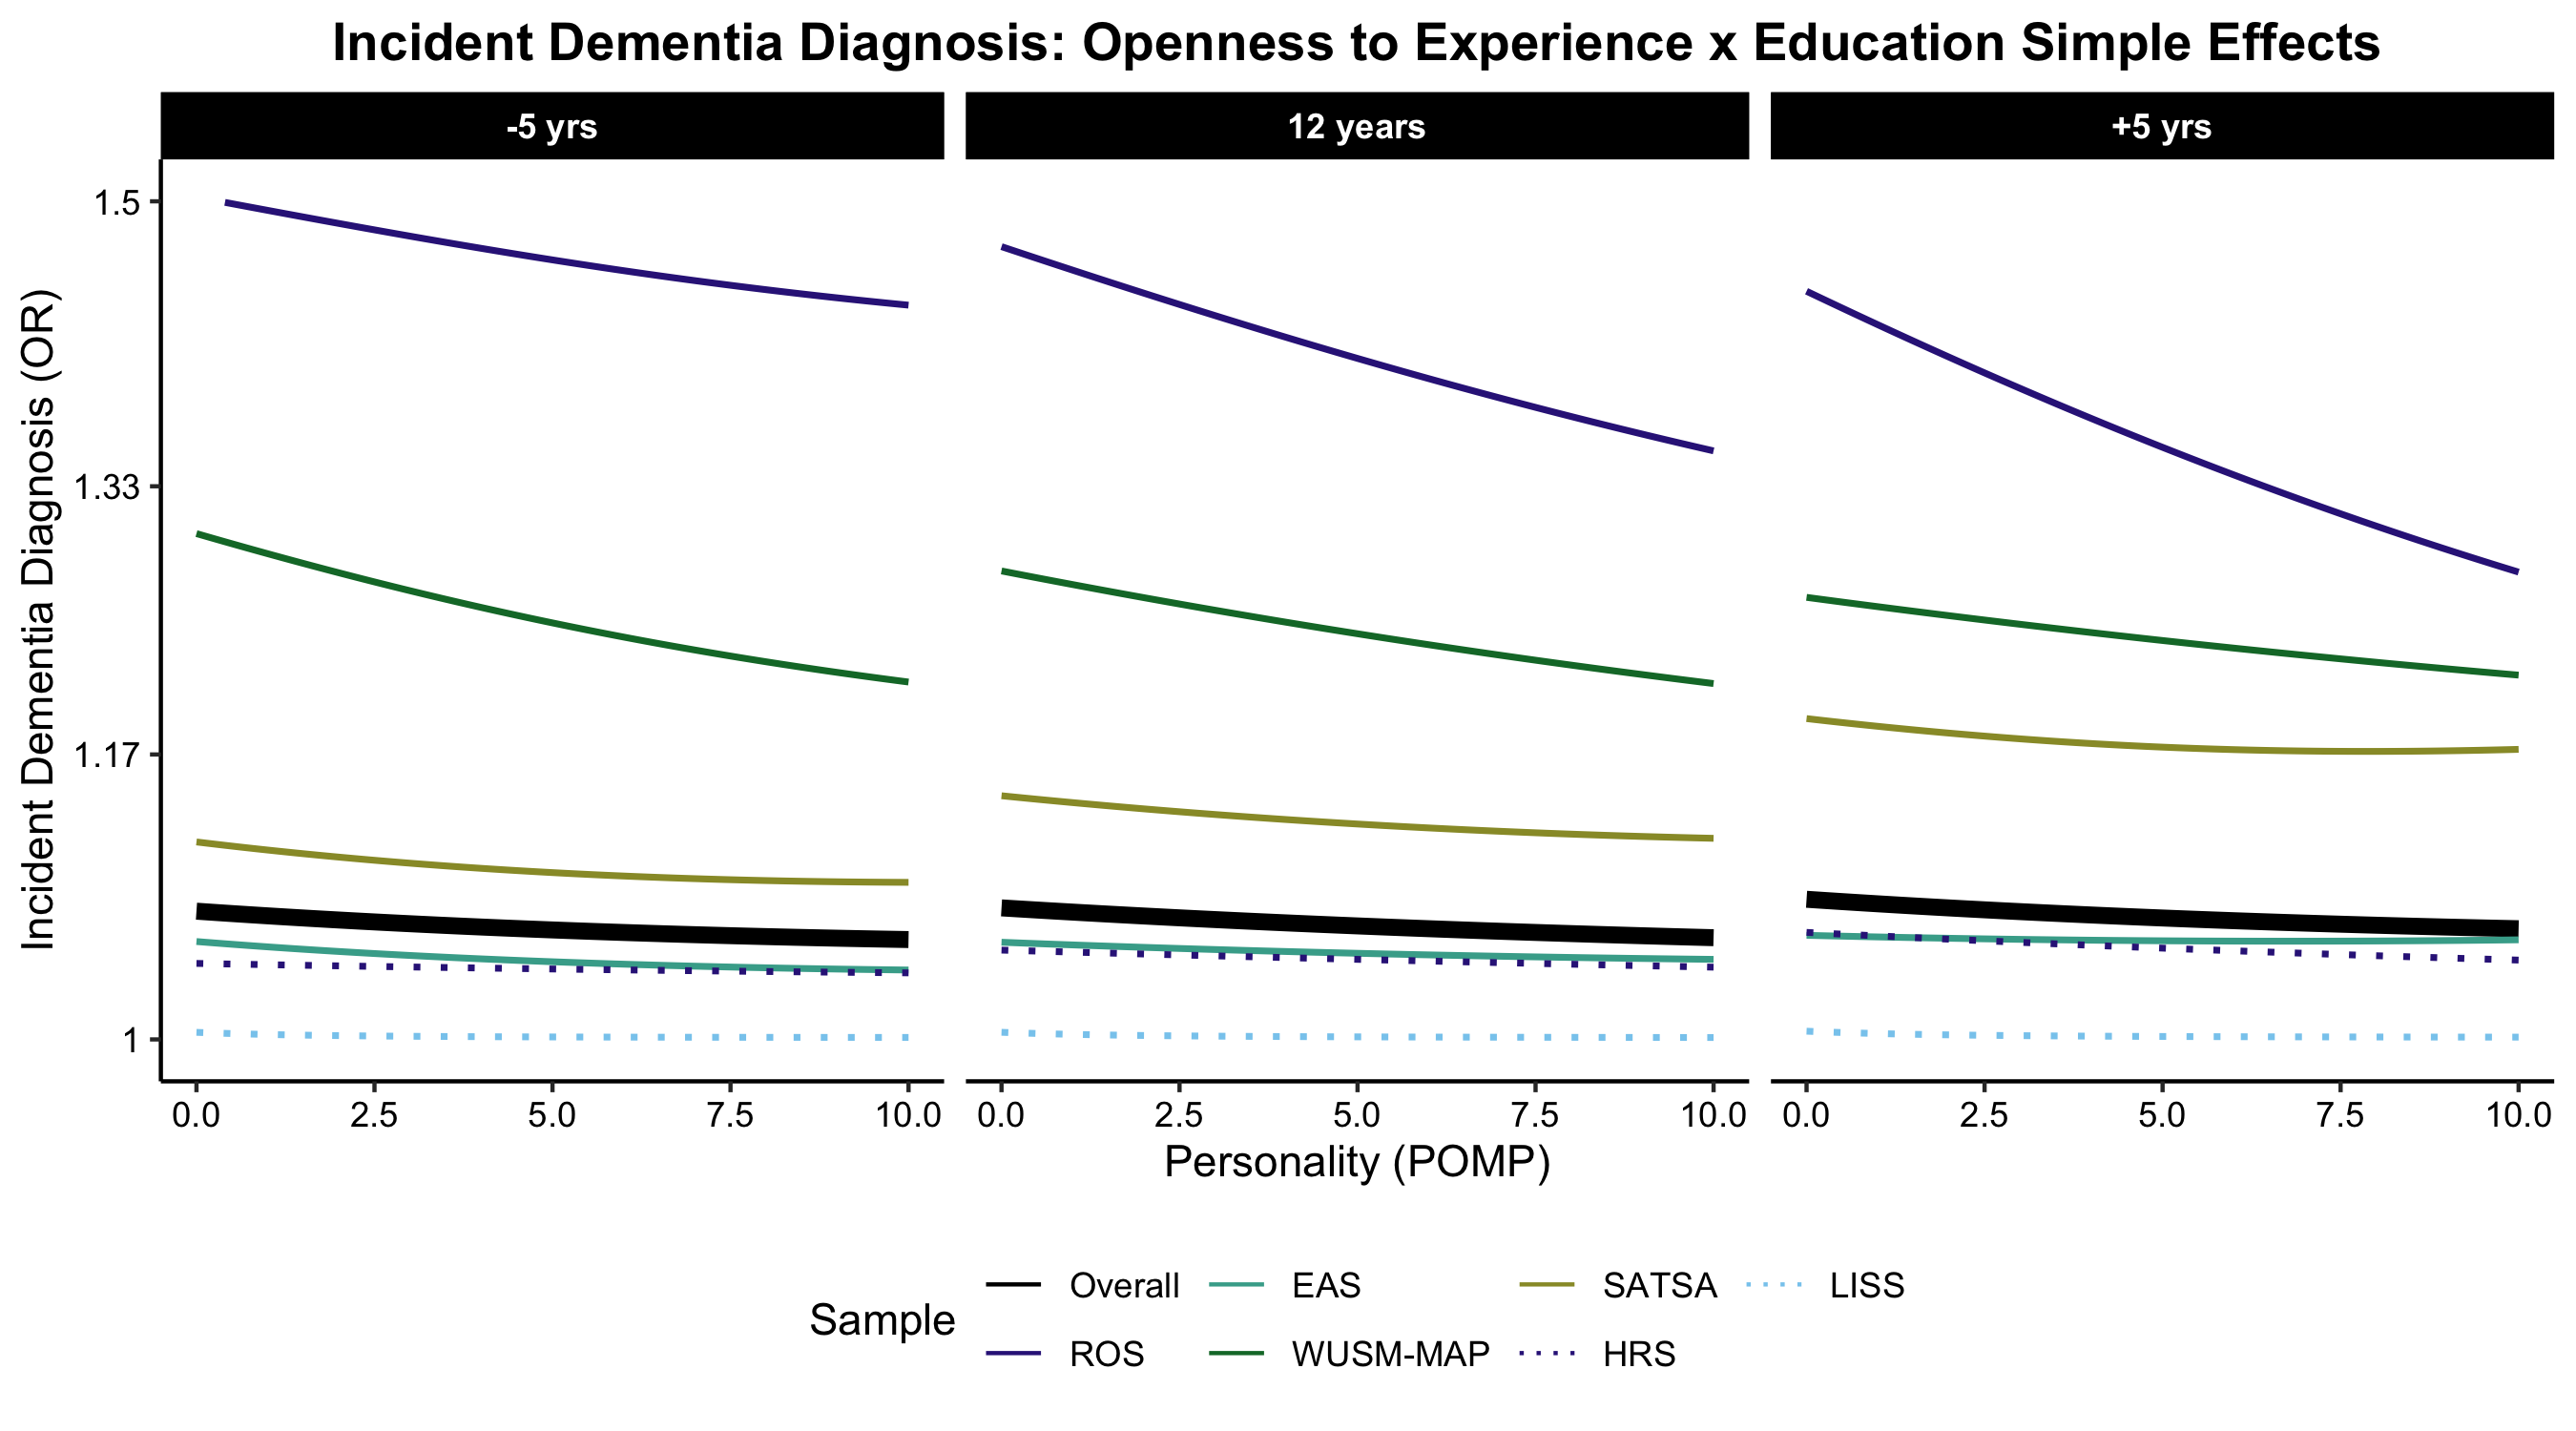 Incident Dementia Diagnosis: Openness to Experience x Education Simple Effects
-5 yrs
12 years
+5 yrs
Incident Dementia Diagnosis (OR)
1.5
1.33
1.17
1
0.0 2.5 5.0 7.5 10.0
0.0 2.5 5.0 7.5 10.0
0.0 2.5 5.0 7.5 10.0
Personality (POMP)
Sample
Overall EAS SATSA LISS
ROS WUSM-MAP HRS